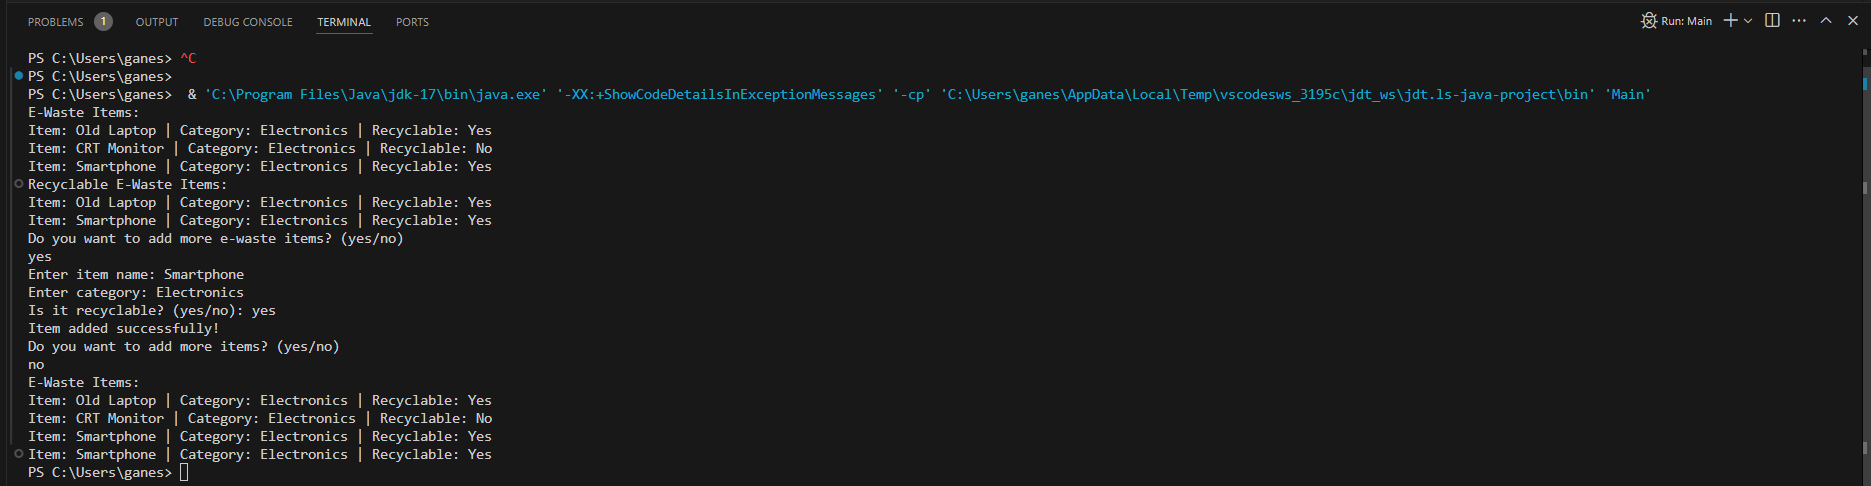 PROBLEMS 1 OUTPUT DEBUG CONSOLE TERMINAL PORTS Run: Main
PS C:\Users\ganes> ^C
PS C:\Users\ganes>
PS C:\Users\ganes>  & 'C:\Program Files\Java\jdk-17\bin\java.exe' '-XX:+ShowCodeDetailsInExceptionMessages' '-cp' 'C:\Users\ganes\AppData\Local\Temp\vscodesws_3195c\jdt_ws\jdt.ls-java-project\bin' 'Main'
E-Waste Items:
Item: Old Laptop | Category: Electronics | Recyclable: Yes
Item: CRT Monitor | Category: Electronics | Recyclable: No
Item: Smartphone | Category: Electronics | Recyclable: Yes
Recyclable E-Waste Items:
Item: Old Laptop | Category: Electronics | Recyclable: Yes
Item: Smartphone | Category: Electronics | Recyclable: Yes
Do you want to add more e-waste items? (yes/no)
yes
Enter item name: Smartphone
Enter category: Electronics
Is it recyclable? (yes/no): yes
Item added successfully!
Do you want to add more items? (yes/no)
no
E-Waste Items:
Item: Old Laptop | Category: Electronics | Recyclable: Yes
Item: CRT Monitor | Category: Electronics | Recyclable: No
Item: Smartphone | Category: Electronics | Recyclable: Yes
Item: Smartphone | Category: Electronics | Recyclable: Yes
PS C:\Users\ganes>